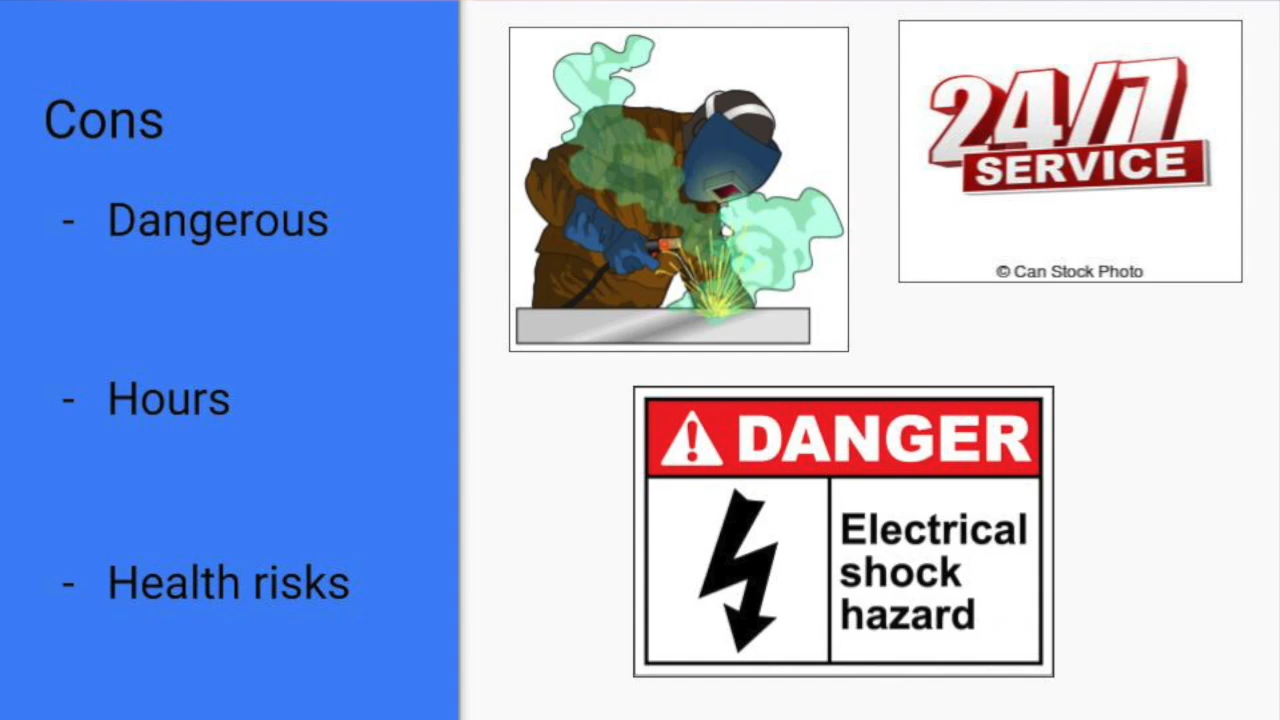 Cons
- Dangerous
- Hours
- Health risks
24/7
SERVICE
© Can Stock Photo
DANGER
Electrical
shock
hazard